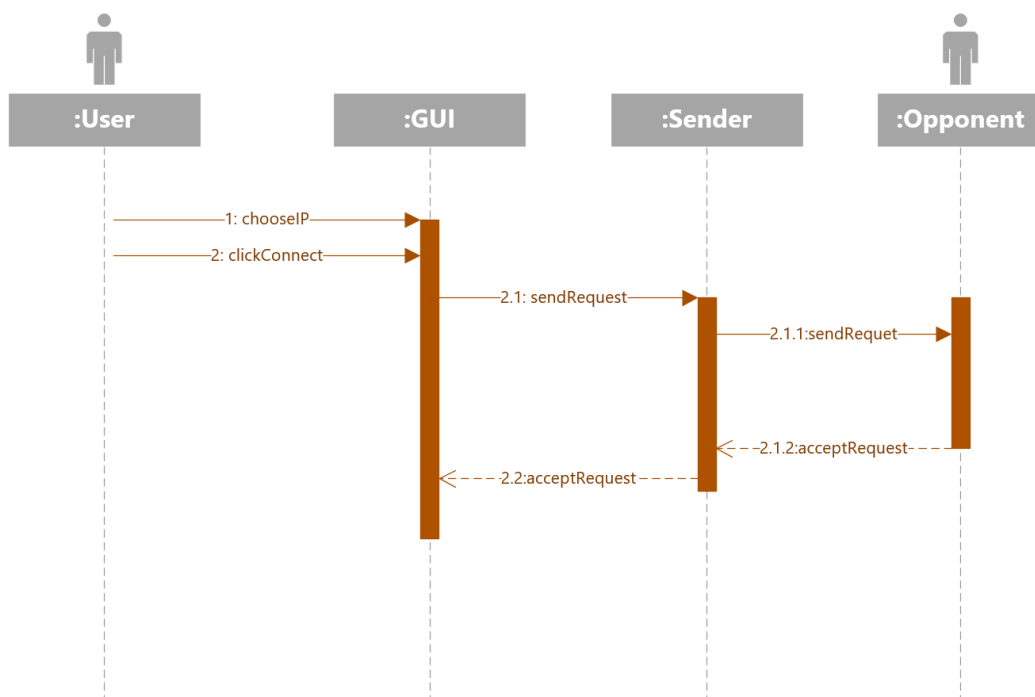 :User
:GUI
:Sender
:Opponent
1: chooseIP
2: clickConnect
2.1: sendRequest
2.1.1:sendRequet
2.1.2:acceptRequest
2.2:acceptRequest